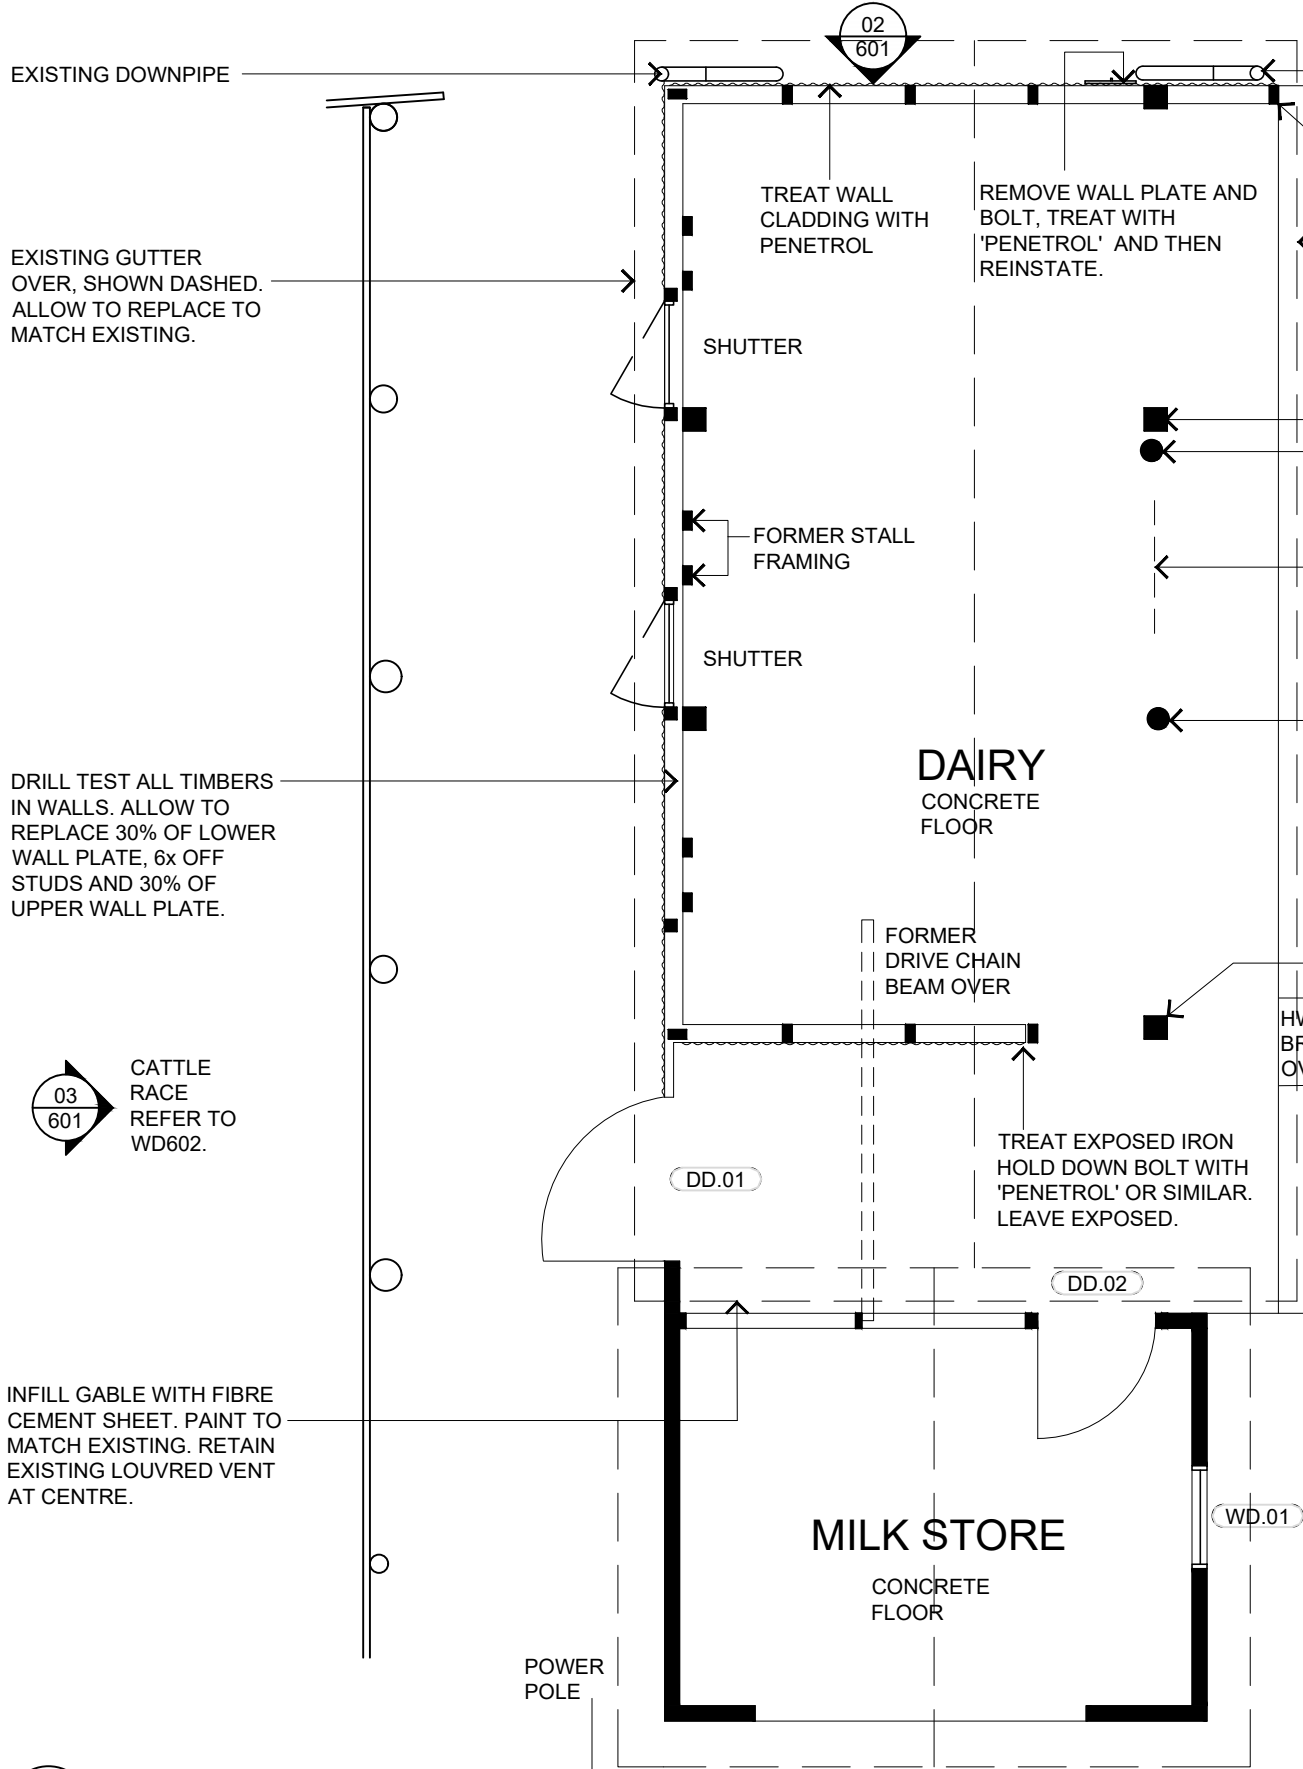 02
601
EXISTING DOWNPIPE
TREAT WALL
CLADDING WITH
PENETROL
REMOVE WALL PLATE AND
BOLT, TREAT WITH
'PENETROL' AND THEN
REINSTATE.
EXISTING GUTTER
OVER, SHOWN DASHED.
ALLOW TO REPLACE TO
MATCH EXISTING.
SHUTTER
FORMER STALL
FRAMING
SHUTTER
DAIRY
CONCRETE
FLOOR
DRILL TEST ALL TIMBERS
IN WALLS. ALLOW TO
REPLACE 30% OF LOWER
WALL PLATE, 6x OFF
STUDS AND 30% OF
UPPER WALL PLATE.
FORMER
DRIVE CHAIN
BEAM OVER
03
601
CATTLE
RACE
REFER TO
WD602.
TREAT EXPOSED IRON
HOLD DOWN BOLT WITH
'PENETROL' OR SIMILAR.
LEAVE EXPOSED.
DD.01
DD.02
INFILL GABLE WITH FIBRE
CEMENT SHEET. PAINT TO
MATCH EXISTING. RETAIN
EXISTING LOUVRED VENT
AT CENTRE.
WD.01
MILK STORE
CONCRETE
FLOOR
POWER
POLE